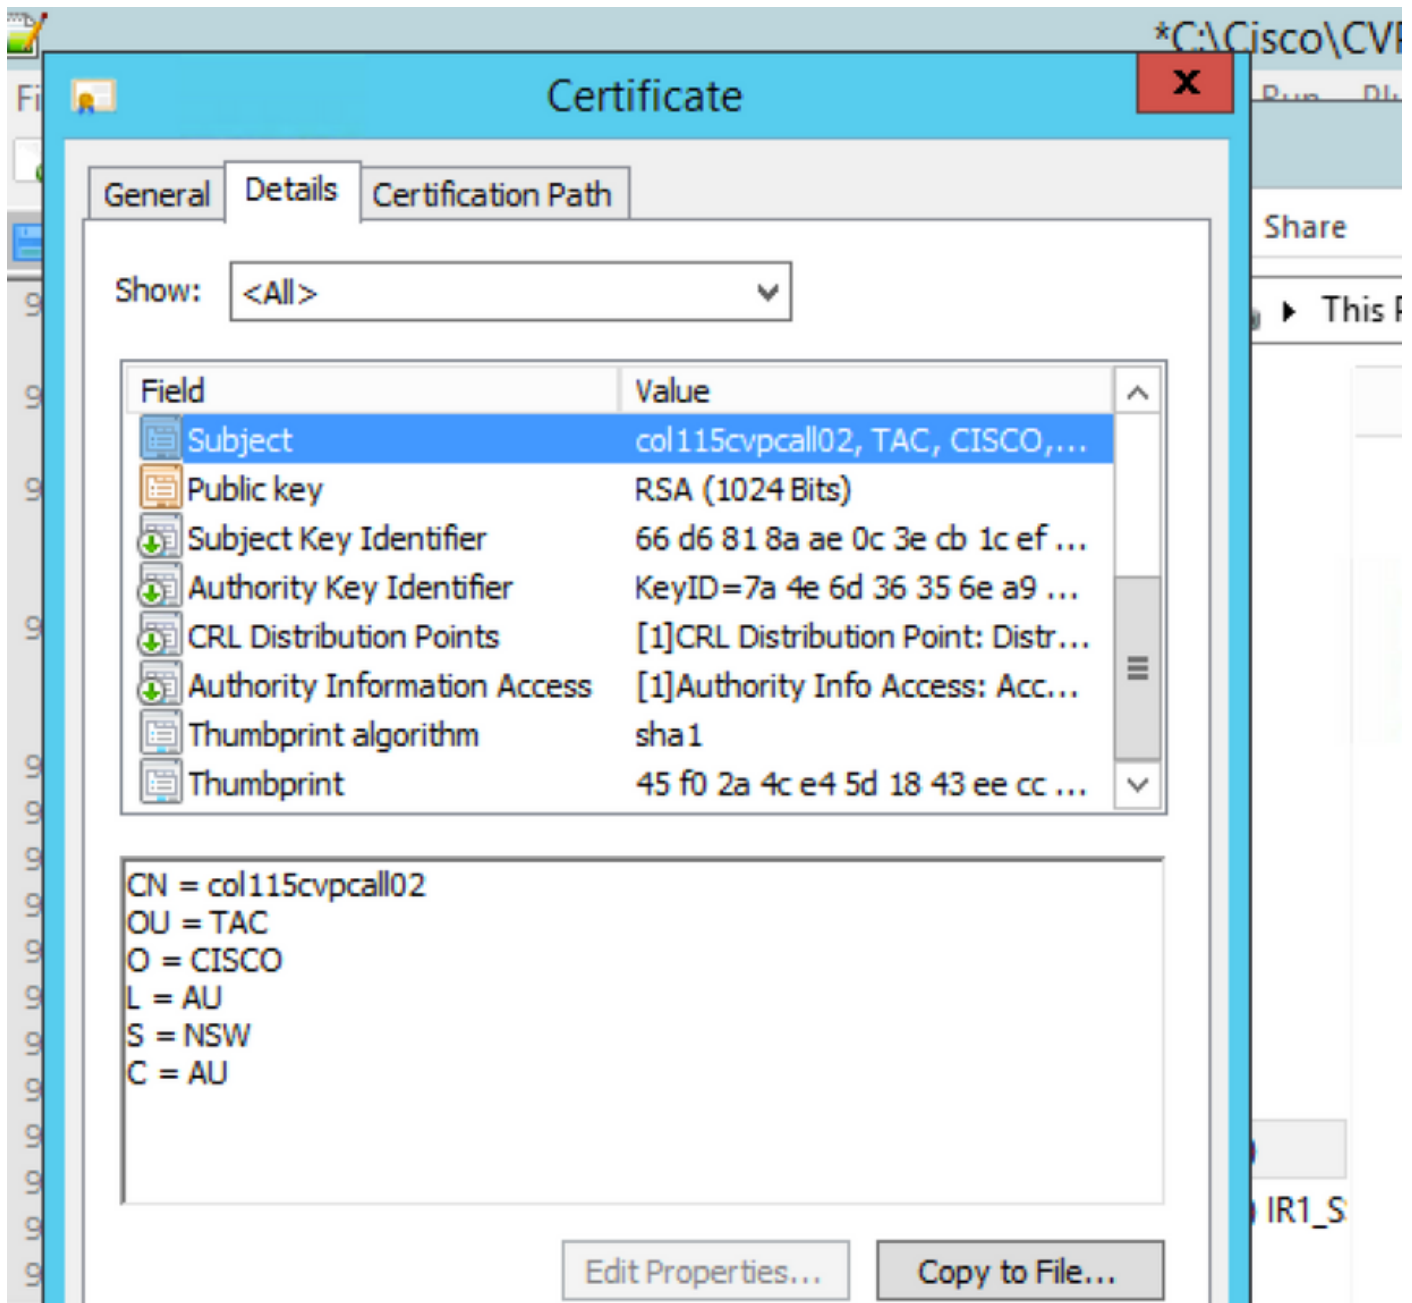 *C:\Cisco\CVP
Certificate
X
Run
General
Details
Certification Path
Share
Show:
<All>
This P
Field
Value
Subject
col115cvpcall02, TAC, CISCO,...
Public key
RSA (1024 Bits)
Subject Key Identifier
66 d6 81 8a ae 0c 3e cb 1c ef ...
Authority Key Identifier
KeyID=7a 4e 6d 36 35 6e a9 ...
CRL Distribution Points
[1]CRL Distribution Point: Distr...
Authority Information Access
[1]Authority Info Access: Acc...
Thumbprint algorithm
sha1
Thumbprint
45 f0 2a 4c e4 5d 18 43 ee cc ...
CN = col115cvpcall02
OU = TAC
O = CISCO
L = AU
S = NSW
C = AU
IR1_S
Edit Properties...
Copy to File...